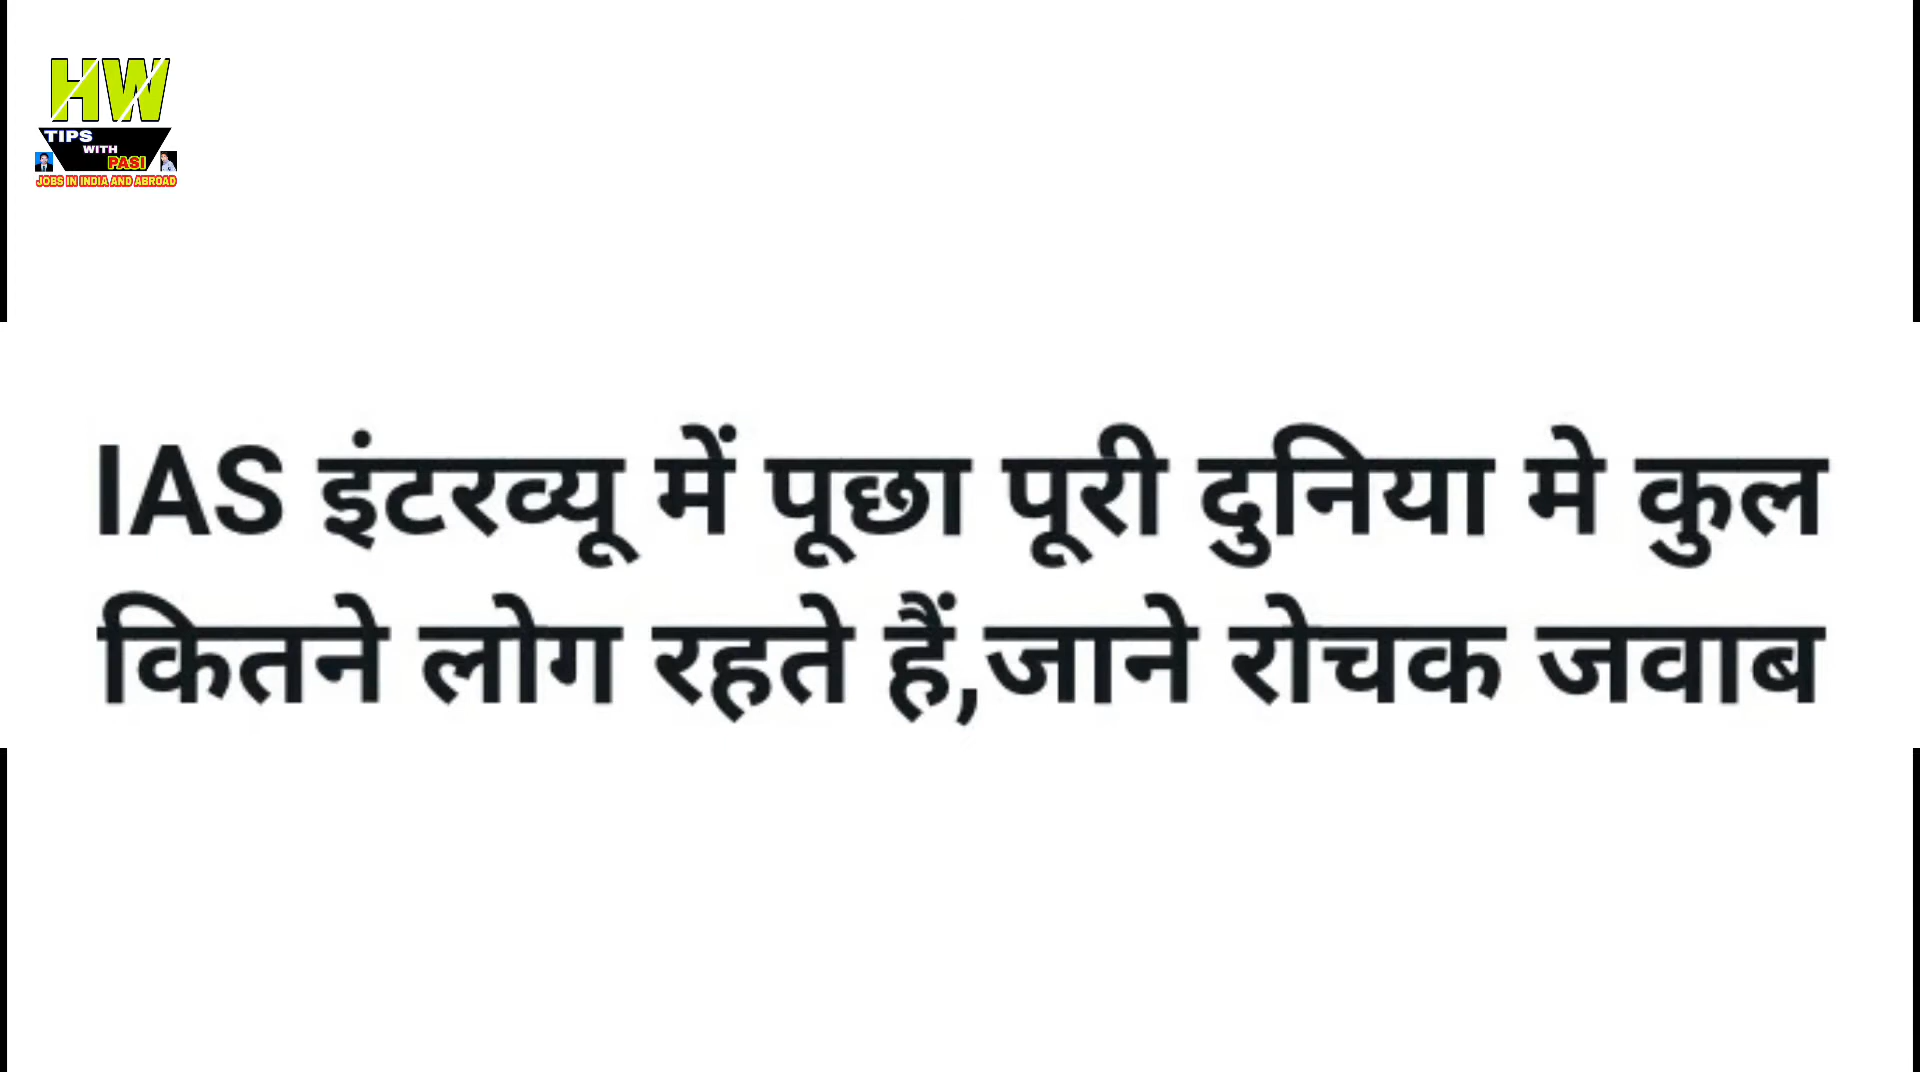 HW
TIPS
WITH
PASI
JOBS IN INDIA AND ABROAD
IAS इंटरव्यू में पूछा पूरी दुनिया मे कुल
कितने लोग रहते हैं,जाने रोचक जवाब